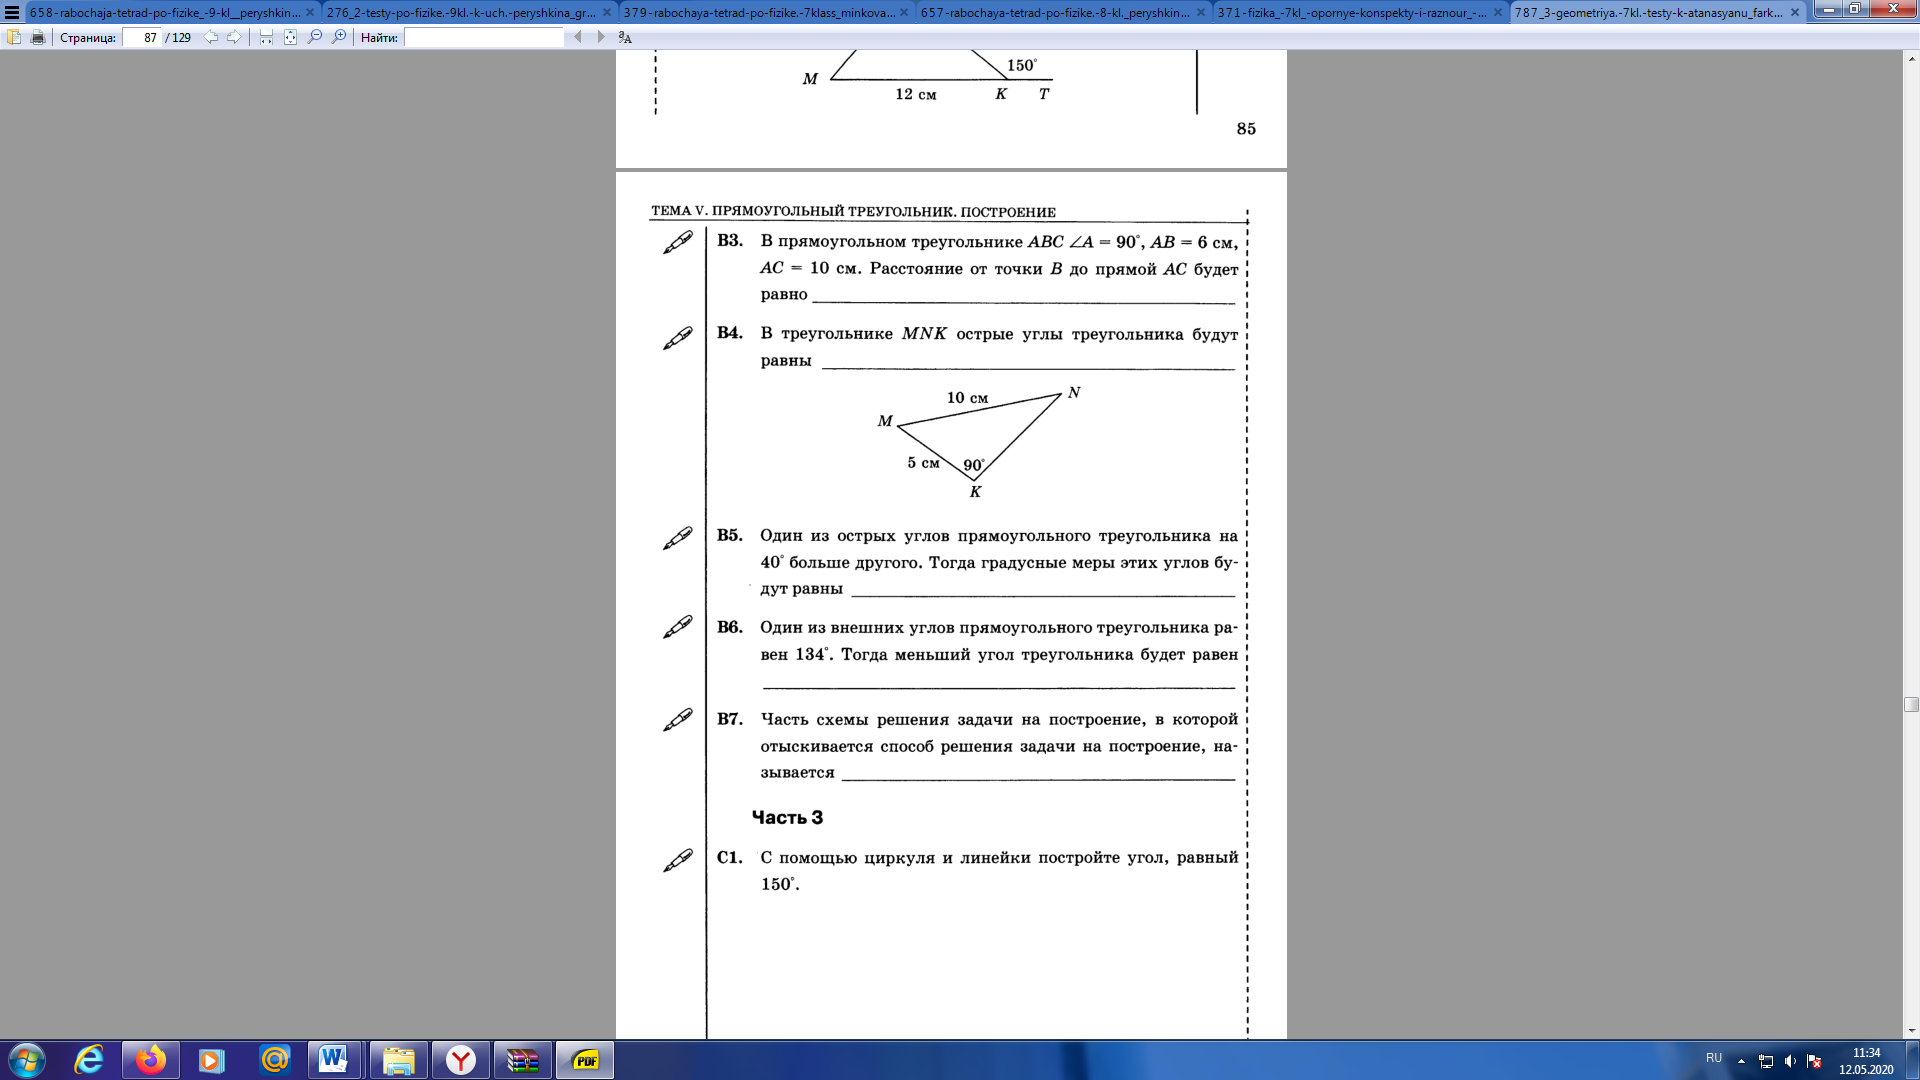 658-rabochaja-tetrad-po-fizike_-9-kl__peryshkin...
276_2-testy-po-fizike.-9kl.-k-uch.-peryshkina_gr...
379-rabochaya-tetrad-po-fizike.-7klass_minkova...
657-rabochaya-tetrad-po-fizike.-8-kl._peryshkin...
371-fizika_-7kl_-opornye-konspekty-i-raznour_-...
787_3-geometriya.-7kl.-testy-k-atanasyanu_fark...
Страница: 87 / 129 Найти:
M 12 см K T 150°
85
ТЕМА V. ПРЯМОУГОЛЬНЫЙ ТРЕУГОЛЬНИК. ПОСТРОЕНИЕ
В3. В прямоугольном треугольнике ABC ∠A = 90°, AB = 6 см,
AC = 10 см. Расстояние от точки B до прямой AC будет
равно
В4. В треугольнике MNK острые углы треугольника будут
равны
10 см N
M
5 см 90°
K
В5. Один из острых углов прямоугольного треугольника на
40° больше другого. Тогда градусные меры этих углов бу-
дут равны
В6. Один из внешних углов прямоугольного треугольника ра-
вен 134°. Тогда меньший угол треугольника будет равен
В7. Часть схемы решения задачи на построение, в которой
отыскивается способ решения задачи на построение, на-
зывается
Часть 3
С1. С помощью циркуля и линейки постройте угол, равный
150°.
PDF
RU
11:34
12.05.2020